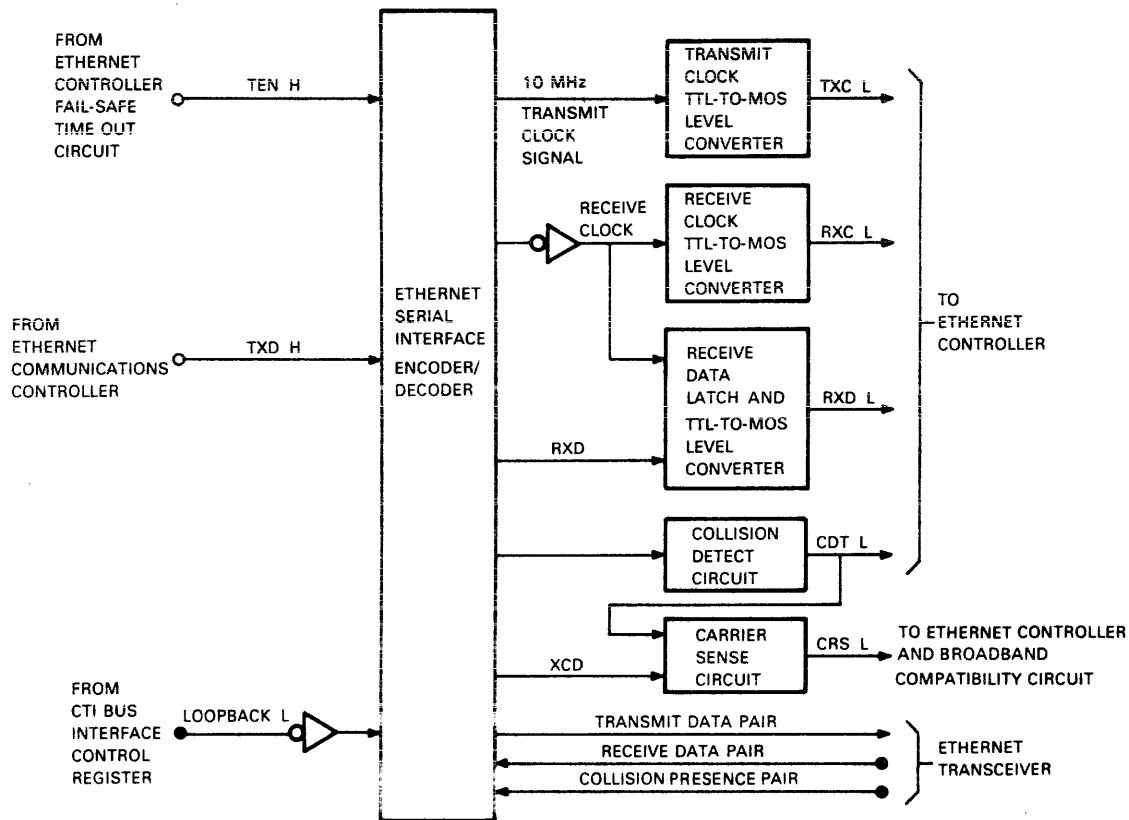 FROM
ETHERNET
CONTROLLER
FAIL-SAFE
TIME OUT
CIRCUIT
TEN H
10 MHz
TRANSMIT
CLOCK
SIGNAL
TRANSMIT
CLOCK
TTL-TO-MOS
LEVEL
CONVERTER
TXC L
RECEIVE
CLOCK
RECEIVE
CLOCK
TTL-TO-MOS
LEVEL
CONVERTER
RXC L
FROM
ETHERNET
COMMUNICATIONS
CONTROLLER
TXD H
ETHERNET
SERIAL
INTERFACE
ENCODER/
DECODER
RXD
RECEIVE
DATA
LATCH AND
TTL-TO-MOS
LEVEL
CONVERTER
RXD L
TO
ETHERNET
CONTROLLER
COLLISION
DETECT
CIRCUIT
CDT L
XCD
CARRIER
SENSE
CIRCUIT
CRS L
TO ETHERNET CONTROLLER
AND BROADBAND
COMPATIBILITY CIRCUIT
FROM
CTI BUS
INTERFACE
CONTROL
REGISTER
LOOPBACK L
TRANSMIT DATA PAIR
RECEIVE DATA PAIR
COLLISION PRESENCE PAIR
ETHERNET
TRANSCEIVER